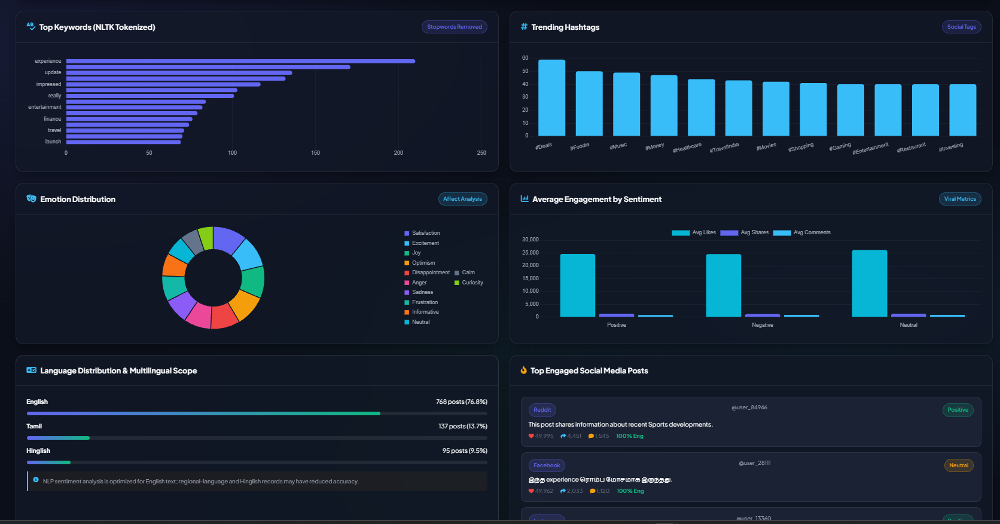 Top Keywords (NLTK Tokenized)
Stopwords Removed
experience
update
impressed
really
entertainment
finance
travel
launch
0 50 100 150 200 250
# Trending Hashtags
Social Tags
60
50
40
30
20
10
0
#Deals #Foodie #Music #Money #Healthcare #TravelIndia #Movies #Shopping #Gaming #Entertainment #Restaurant #Investing
Emotion Distribution
Affect Analysis
Satisfaction
Excitement
Joy
Optimism
Disappointment Calm
Anger Curiosity
Sadness
Frustration
Informative
Neutral
Average Engagement by Sentiment
Viral Metrics
Avg Likes Avg Shares Avg Comments
30,000
25,000
20,000
15,000
10,000
5,000
0
Positive Negative Neutral
Language Distribution & Multilingual Scope
English 768 posts (76.8%)
Tamil 137 posts (13.7%)
Hinglish 95 posts (9.5%)
NLP sentiment analysis is optimized for English text; regional-language and Hinglish records may have reduced accuracy.
Top Engaged Social Media Posts
Reddit @user_84946 Positive
This post shares information about recent Sports developments.
49,995 4,451 1,545 100% Eng
Facebook @user_28111 Neutral
இந்த experience ரொம்ப மோசமாக இருந்தது.
49,962 2,033 1,120 100% Eng
@user_13360